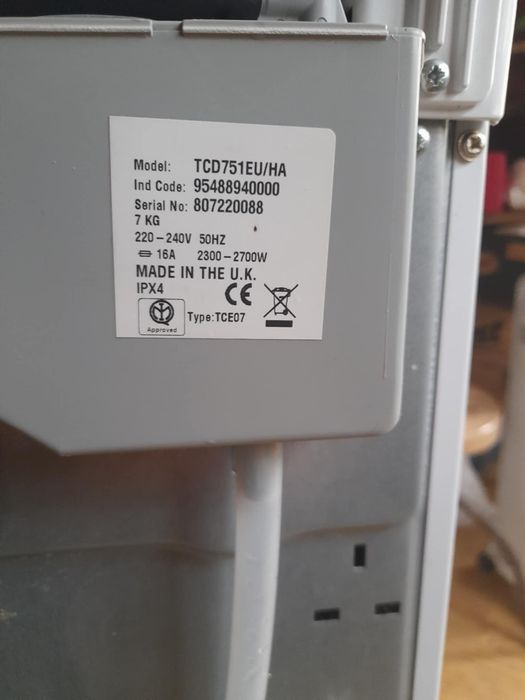 Model: TCD751EU/HA
Ind Code: 95488940000
Serial No: 807220088
7 KG
220-240V 50HZ
16A 2300-2700W
MADE IN THE U.K.
IPX4
CE
Approved
Type:TCE07